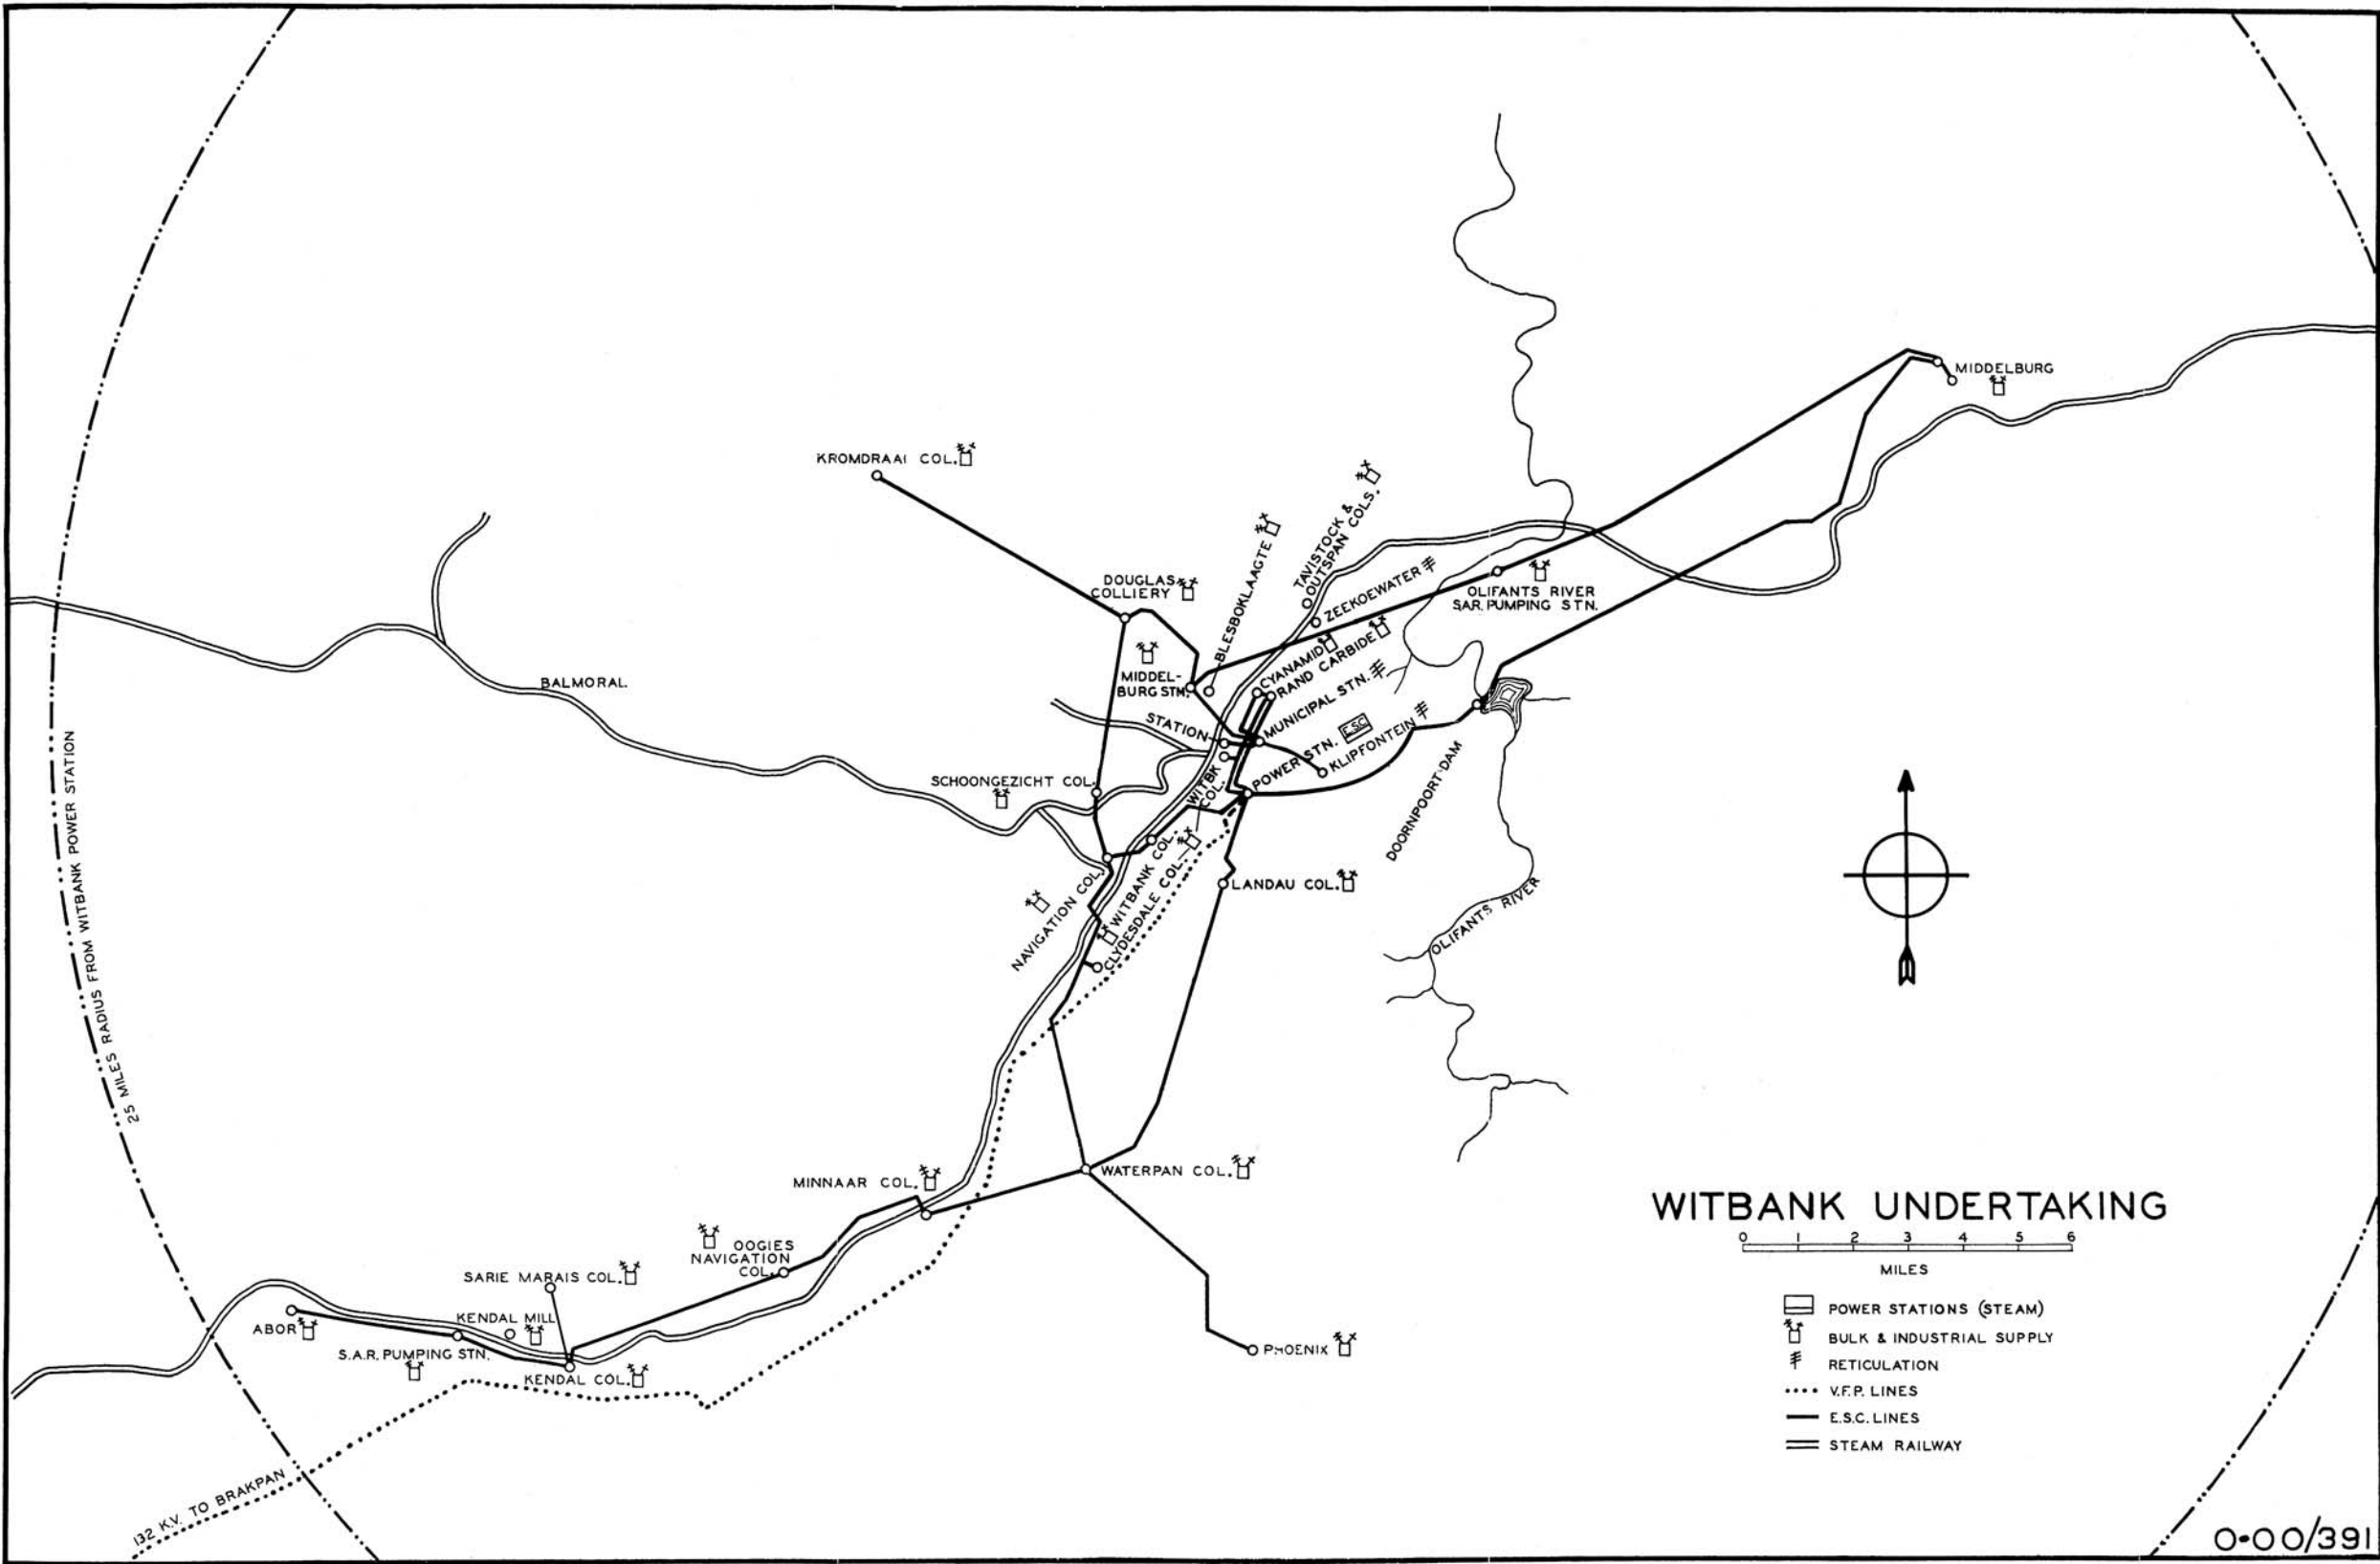 MIDDELBURG
KROMDRAAI COL.
TAVISTOCK &
OUTSPAN COLS.
BLESBOKLAAGTE
ZEEKOEWATER
DOUGLAS
COLLIERY
OLIFANTS RIVER
S.A.R. PUMPING STN.
CYANAMID
RAND CARBIDE
MIDDEL-
BURG STN.
MUNICIPAL STN.
BALMORAL
STATION
POWER STN.
E.S.C.
KLIPFONTEIN
DOORNPOORT DAM
WITBK
COL.
SCHOONGEZICHT COL.
25 MILES RADIUS FROM WITBANK POWER STATION
NAVIGATION COL.
WITBANK COL.
CLYDESDALE COL.
LANDAU COL.
OLIFANTS RIVER
WATERPAN COL.
MINNAAR COL.
OOGIES
NAVIGATION
COL.
SARIE MARAIS COL.
KENDAL MILL
ABOR
S.A.R. PUMPING STN.
KENDAL COL.
PHOENIX
132 K.V. TO BRAKPAN
WITBANK UNDERTAKING
0 1 2 3 4 5 6
MILES
POWER STATIONS (STEAM)
BULK & INDUSTRIAL SUPPLY
RETICULATION
V.F.P. LINES
E.S.C. LINES
STEAM RAILWAY
0-00/391